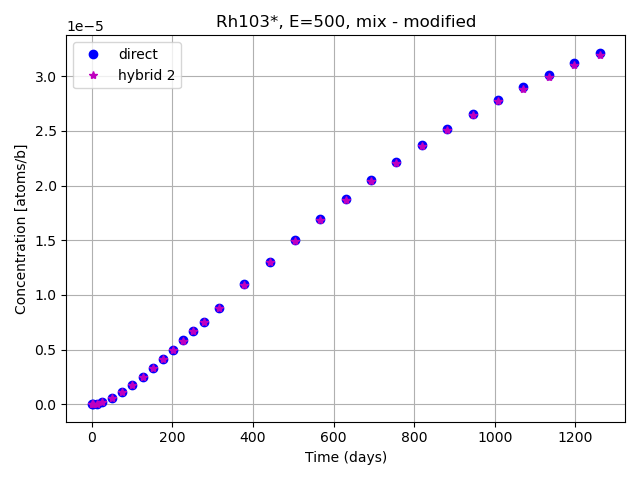 Rh103*, E=500, mix - modified
1e−5
direct
hybrid 2
Concentration [atoms/b]
3.0
2.5
2.0
1.5
1.0
0.5
0.0
0 200 400 600 800 1000 1200
Time (days)